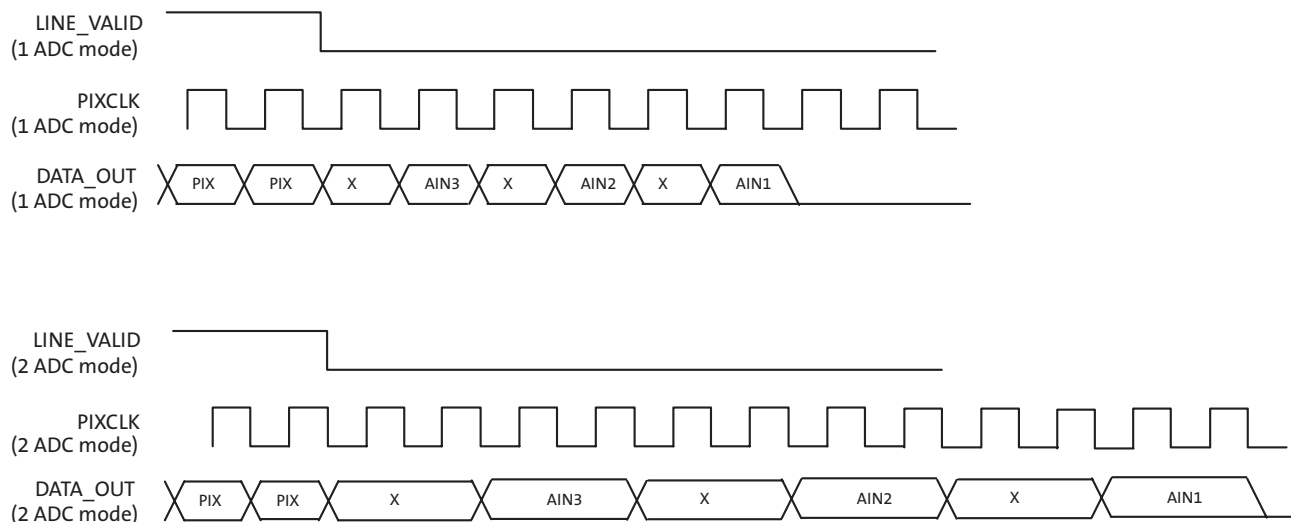 LINE_VALID
(1 ADC mode)
PIXCLK
(1 ADC mode)
DATA_OUT
(1 ADC mode)
PIX PIX X AIN3 X AIN2 X AIN1
LINE_VALID
(2 ADC mode)
PIXCLK
(2 ADC mode)
DATA_OUT
(2 ADC mode)
PIX PIX X AIN3 X AIN2 X AIN1